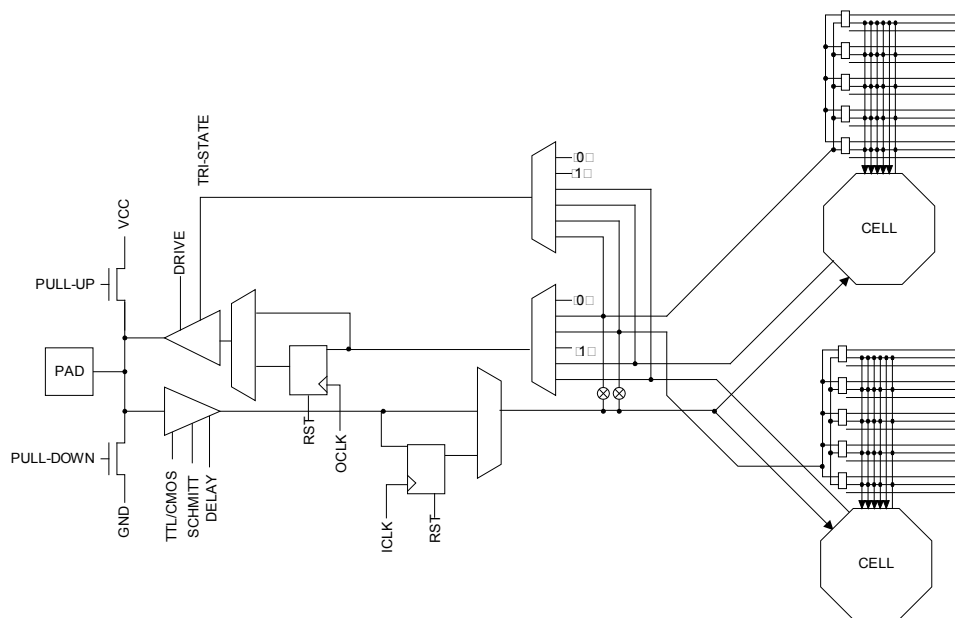 TRI-STATE
VCC
DRIVE
PULL-UP
PAD
PULL-DOWN
GND
TTL/CMOS
SCHMITT
DELAY
RST
OCLK
ICLK
RST
0
1
0
1
CELL
CELL